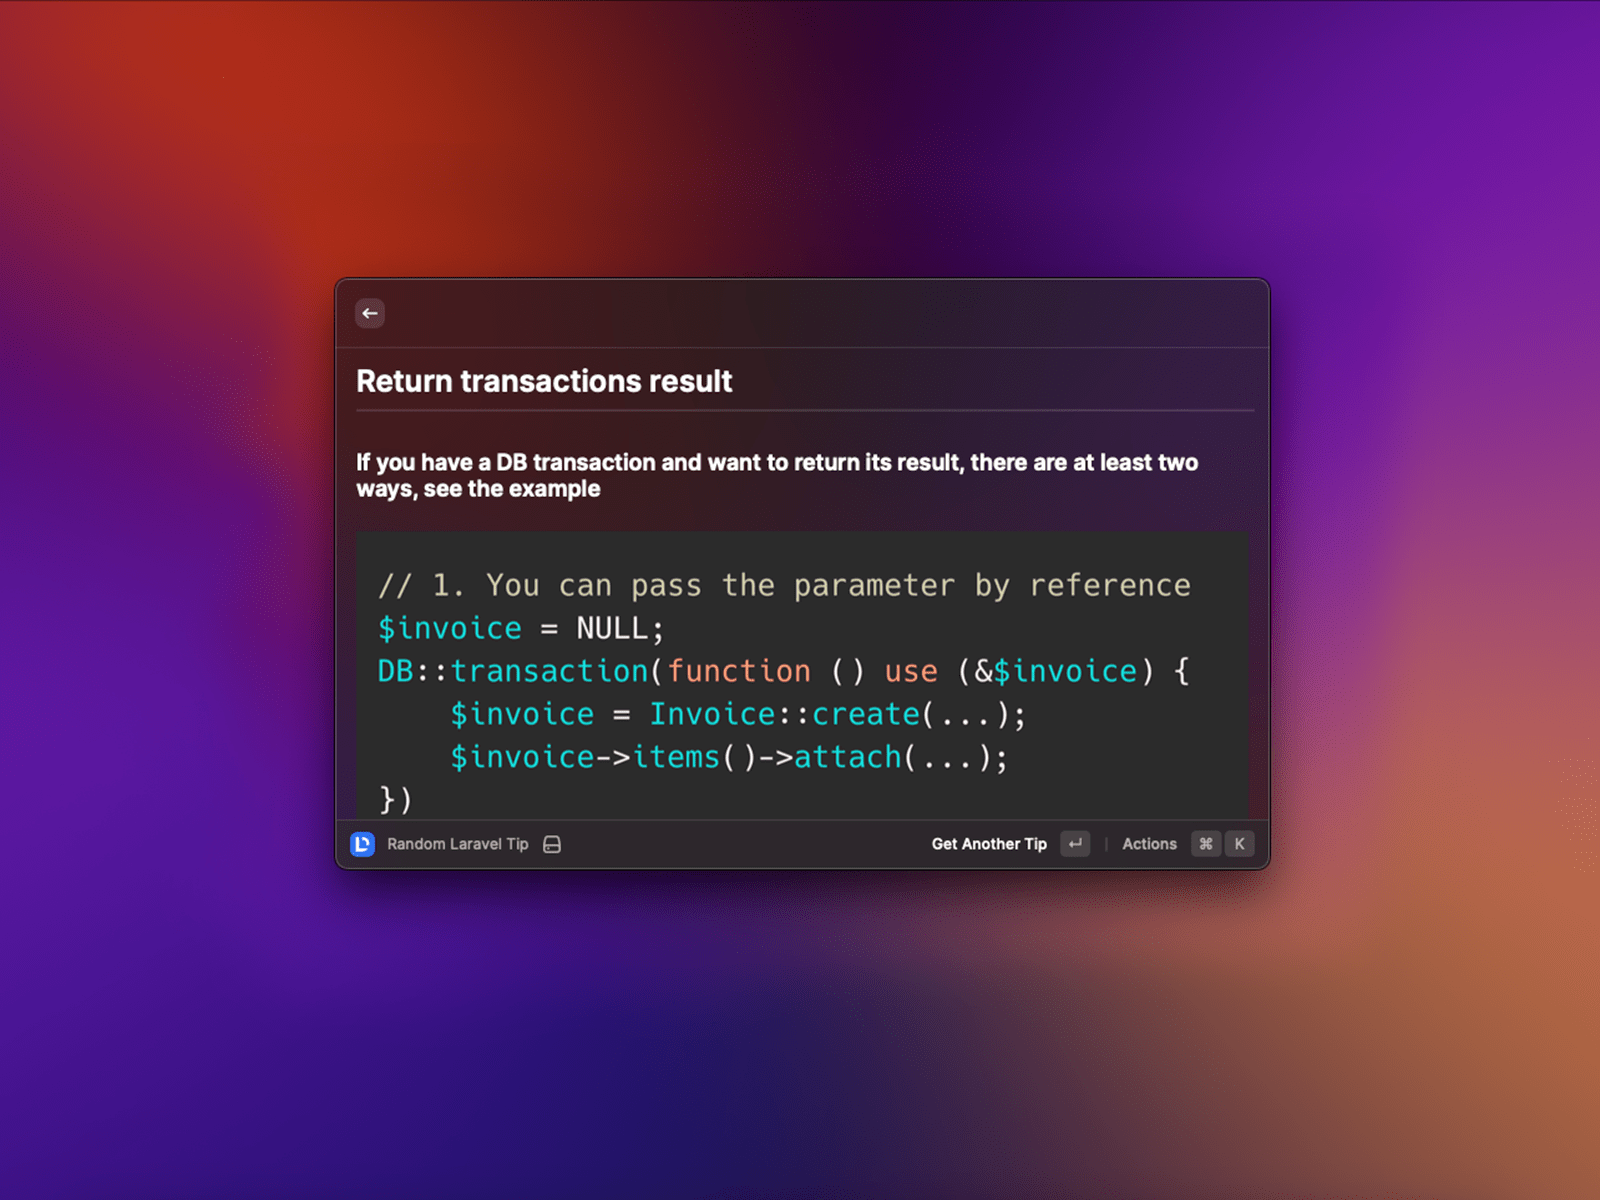 Return transactions result
If you have a DB transaction and want to return its result, there are at least two
ways, see the example
// 1. You can pass the parameter by reference
$invoice = NULL;
DB::transaction(function () use (&$invoice) {
    $invoice = Invoice::create(...);
    $invoice->items()->attach(...);
})
Random Laravel Tip Get Another Tip ↵ Actions ⌘ K